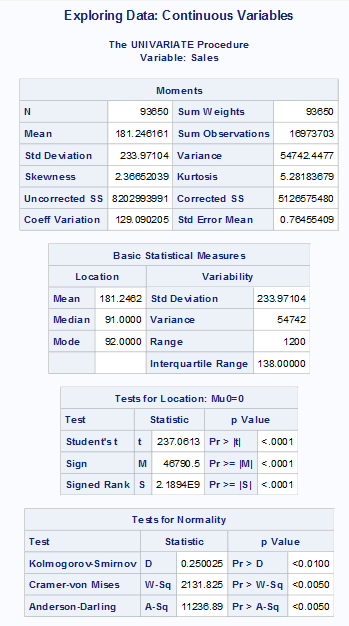 Exploring Data: Continuous Variables
The UNIVARIATE Procedure
Variable: Sales
Moments
N 93650 Sum Weights 93650
Mean 181.246161 Sum Observations 16973703
Std Deviation 233.97104 Variance 54742.4477
Skewness 2.36652039 Kurtosis 5.28183679
Uncorrected SS 8202993991 Corrected SS 5126575480
Coeff Variation 129.090205 Std Error Mean 0.76455409
Basic Statistical Measures
Location Variability
Mean 181.2462 Std Deviation 233.97104
Median 91.0000 Variance 54742
Mode 92.0000 Range 1200
Interquartile Range 138.00000
Tests for Location: Mu0=0
Test Statistic p Value
Student's t t 237.0613 Pr > |t| <.0001
Sign M 46790.5 Pr >= |M| <.0001
Signed Rank S 2.1894E9 Pr >= |S| <.0001
Tests for Normality
Test Statistic p Value
Kolmogorov-Smirnov D 0.250025 Pr > D <0.0100
Cramer-von Mises W-Sq 2131.825 Pr > W-Sq <0.0050
Anderson-Darling A-Sq 11236.89 Pr > A-Sq <0.0050